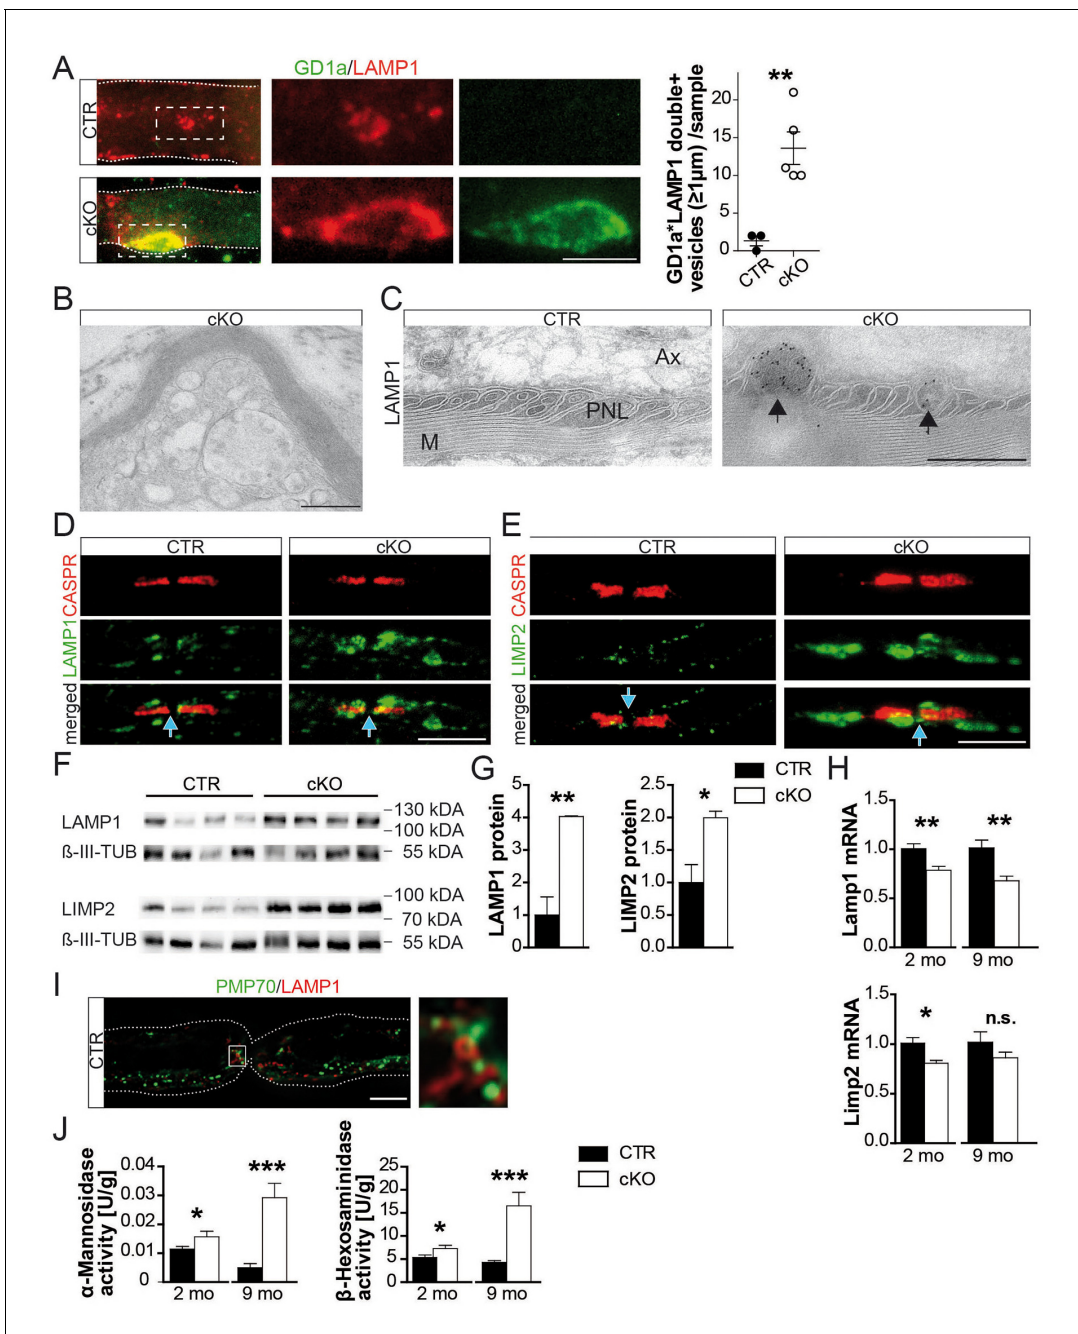 A
GD1a/LAMP1
CTR
cKO
GD1a*LAMP1 double+
vesicles (≥1µm) /sample
20
15
10
5
0
**
CTR
cKO
B
cKO
C
CTR
cKO
LAMP1
Ax
PNL
M
D
CTR
cKO
CASPR
LAMP1
merged
E
CTR
cKO
CASPR
LIMP2
merged
F
CTR
cKO
LAMP1
130 kDA
100 kDA
ß-III-TUB
55 kDA
LIMP2
100 kDA
70 kDA
ß-III-TUB
55 kDA
G
LAMP1 protein
5
4
3
2
1
0
**
LIMP2 protein
2.5
2.0
1.5
1.0
0.5
0.0
*
CTR
cKO
H
Lamp1 mRNA
1.5
1.0
0.5
0.0
** **
2 mo 9 mo
Limp2 mRNA
1.5
1.0
0.5
0.0
* n.s.
2 mo 9 mo
I
PMP70/LAMP1
CTR
J
α-Mannosidase
activity [U/g]
0.04
0.03
0.02
0.01
0
* ***
2 mo 9 mo
β-Hexosaminidase
activity [U/g]
25
20
15
10
5
0
* ***
2 mo 9 mo
CTR
cKO